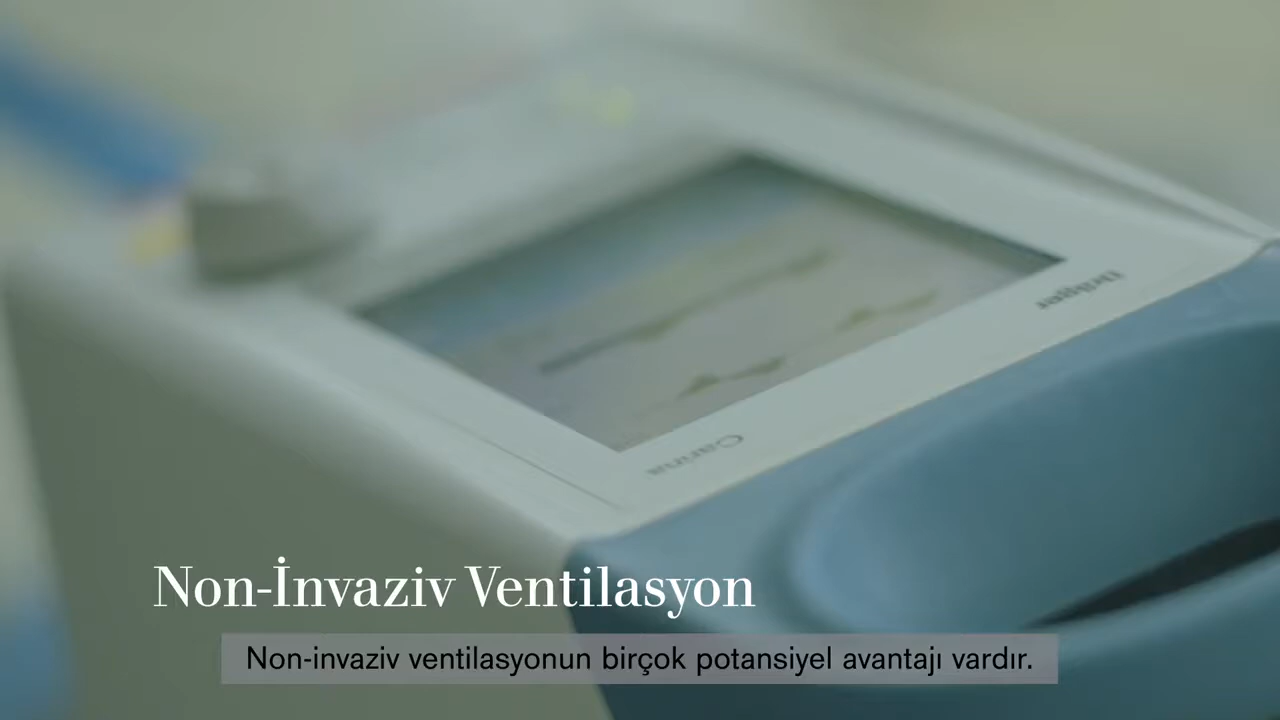 Dräger
Carina
Non-İnvaziv Ventilasyon
Non-invaziv ventilasyonun birçok potansiyel avantajı vardır.